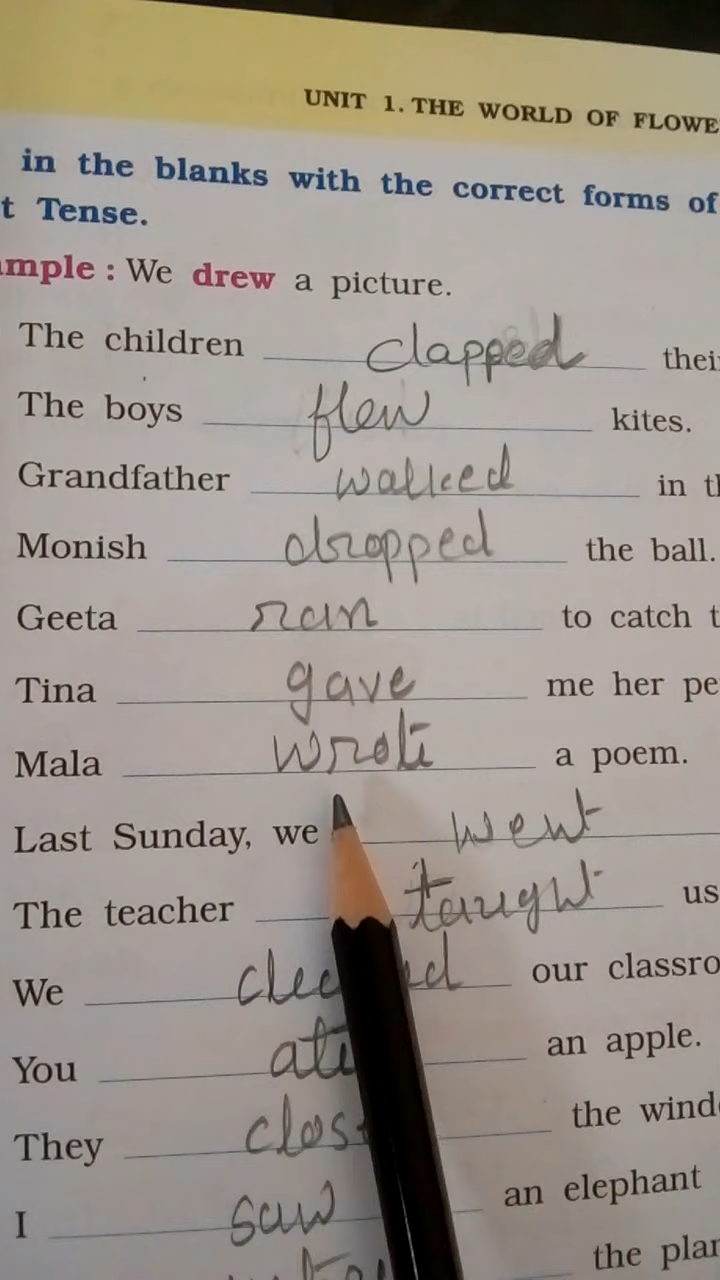 UNIT 1. THE WORLD OF FLOWE
in the blanks with the correct forms of
t Tense.
mple : We drew a picture.
The children clapped thei
The boys flew kites.
Grandfather walked in t
Monish dropped the ball.
Geeta ran to catch t
Tina gave me her pe
Mala wrote a poem.
Last Sunday, we went
The teacher taught us
We our classro
You ate an apple.
They the wind
I saw an elephant
the plan